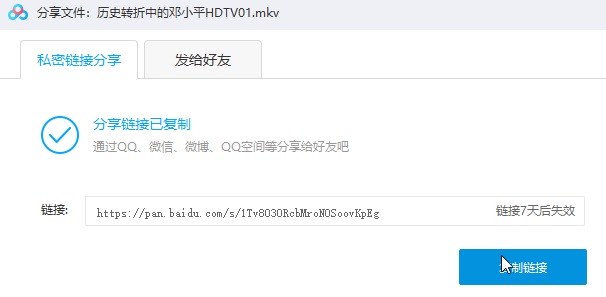 分享文件：历史转折中的邓小平HDTV01.mkv
私密链接分享 发给好友
分享链接已复制
通过QQ、微信、微博、QQ空间等分享给好友吧
链接: https://pan.baidu.com/s/1Tv8O3ORcbMroNOSoovKpEg 链接7天后失效
制链接